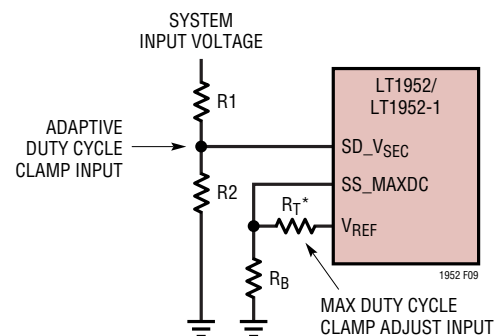 SYSTEM
INPUT VOLTAGE
R1
ADAPTIVE
DUTY CYCLE
CLAMP INPUT
R2
LT1952/
LT1952-1
SD_VSEC
SS_MAXDC
RT*
VREF
RB
1952 F09
MAX DUTY CYCLE
CLAMP ADJUST INPUT